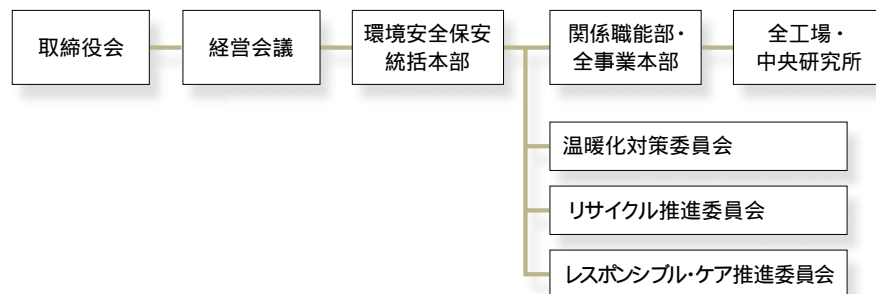 取締役会
経営会議
環境安全保安
統括本部
関係職能部・
全事業本部
全工場・
中央研究所
温暖化対策委員会
リサイクル推進委員会
レスポンシブル・ケア推進委員会